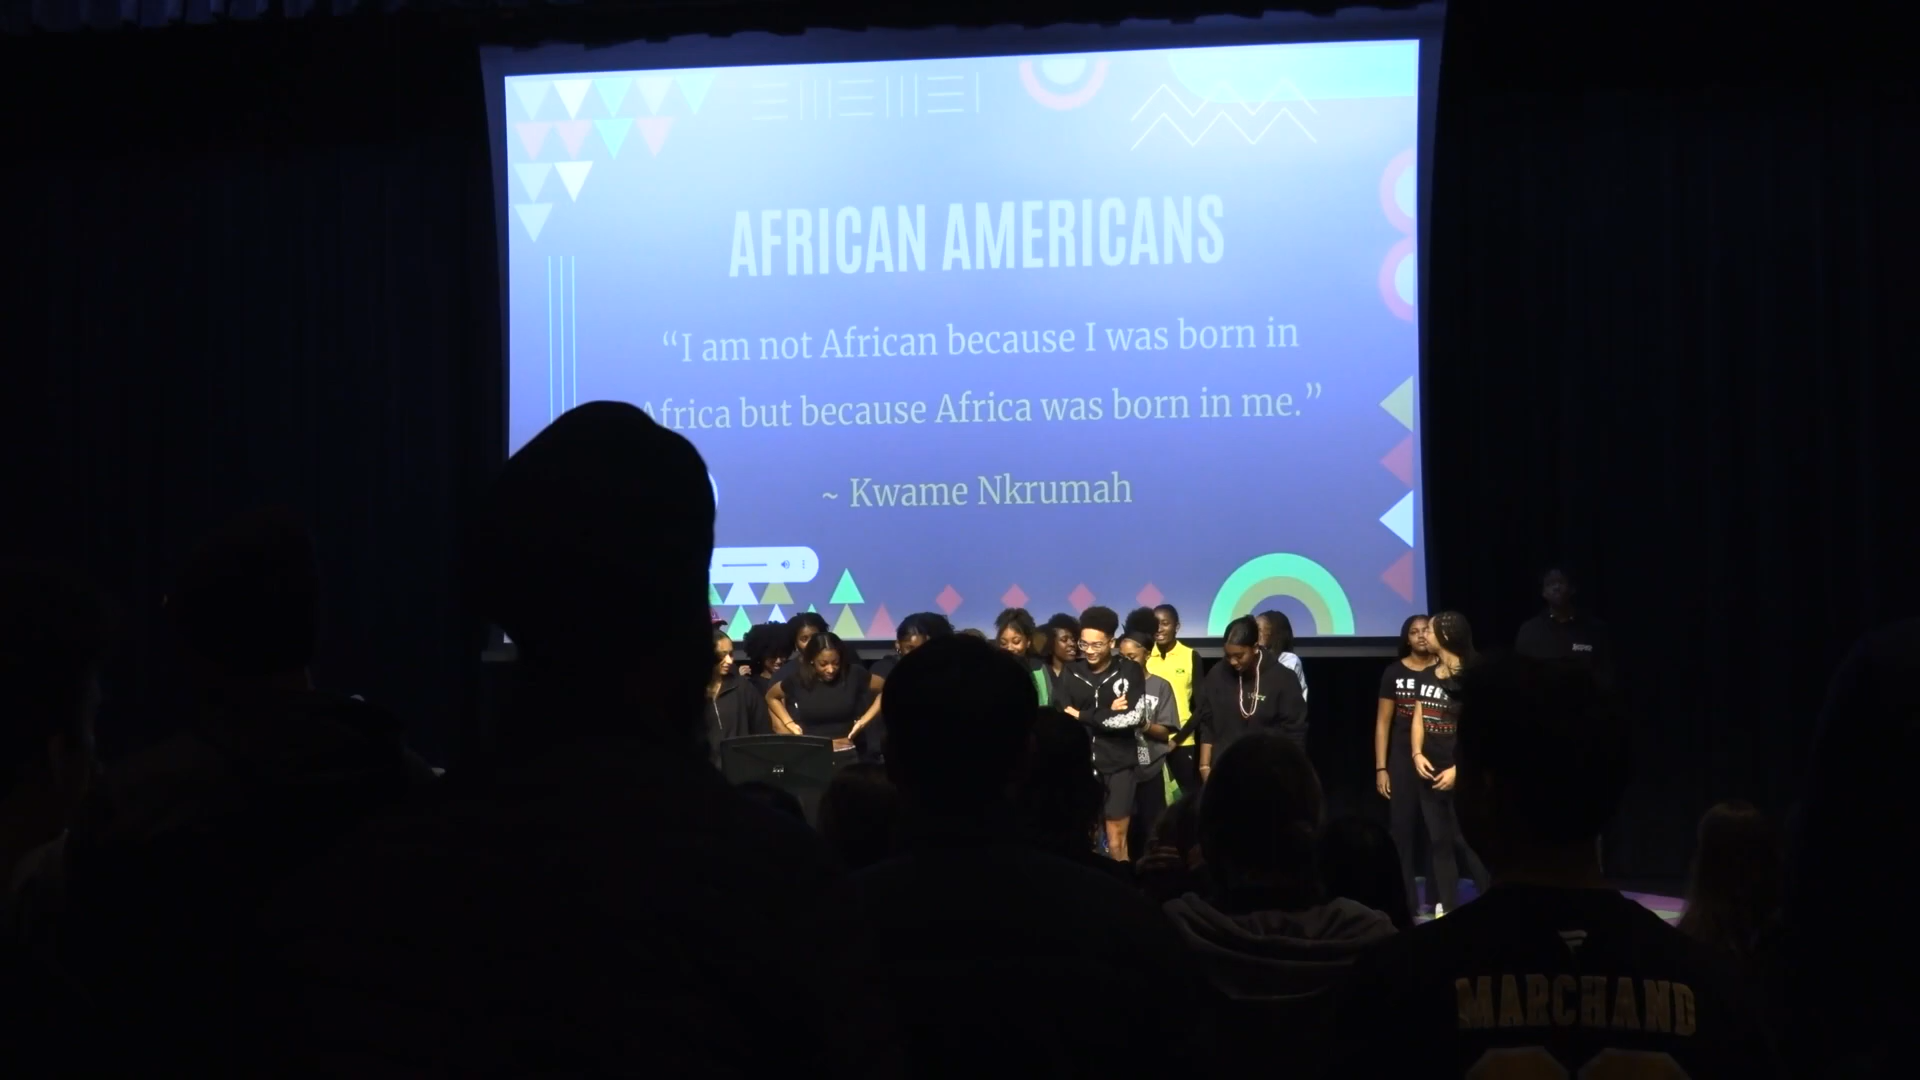 AFRICAN AMERICANS
“I am not African because I was born in
Africa but because Africa was born in me.”
~ Kwame Nkrumah
MARCHAND